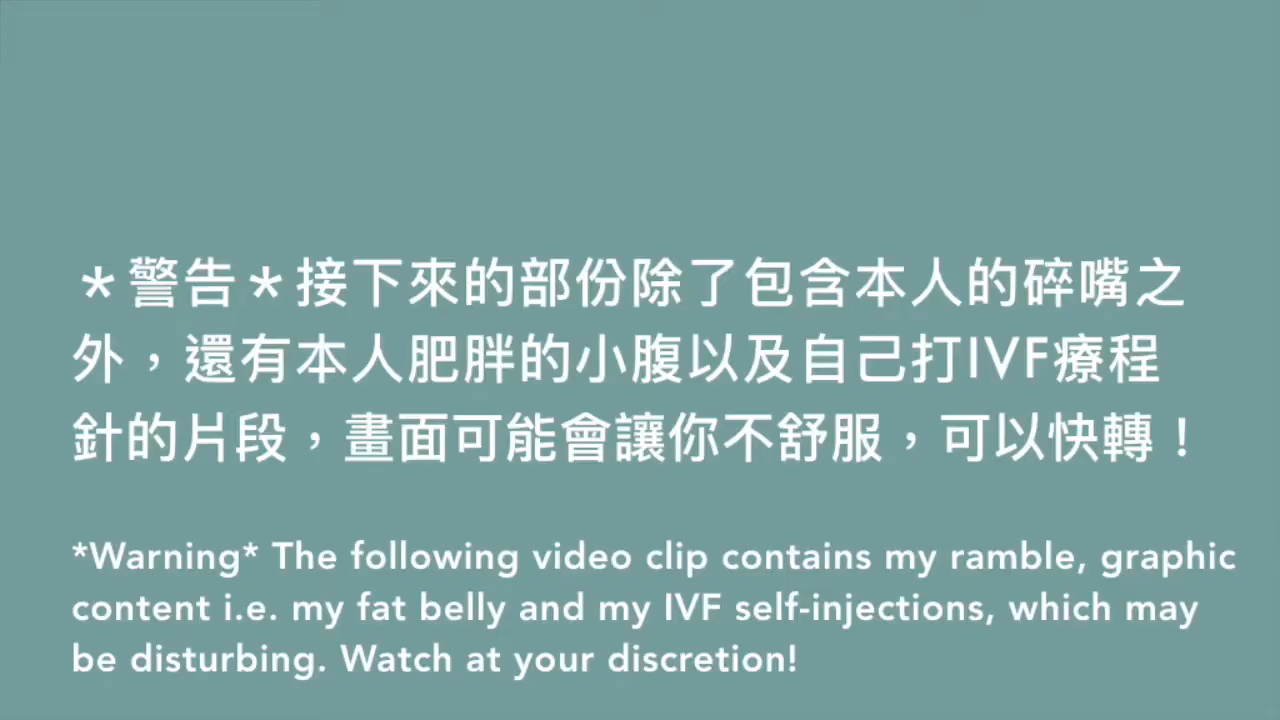 ＊警告＊接下來的部份除了包含本人的碎嘴之
外，還有本人肥胖的小腹以及自己打IVF療程
針的片段，畫面可能會讓你不舒服，可以快轉！
*Warning* The following video clip contains my ramble, graphic
content i.e. my fat belly and my IVF self-injections, which may
be disturbing. Watch at your discretion!